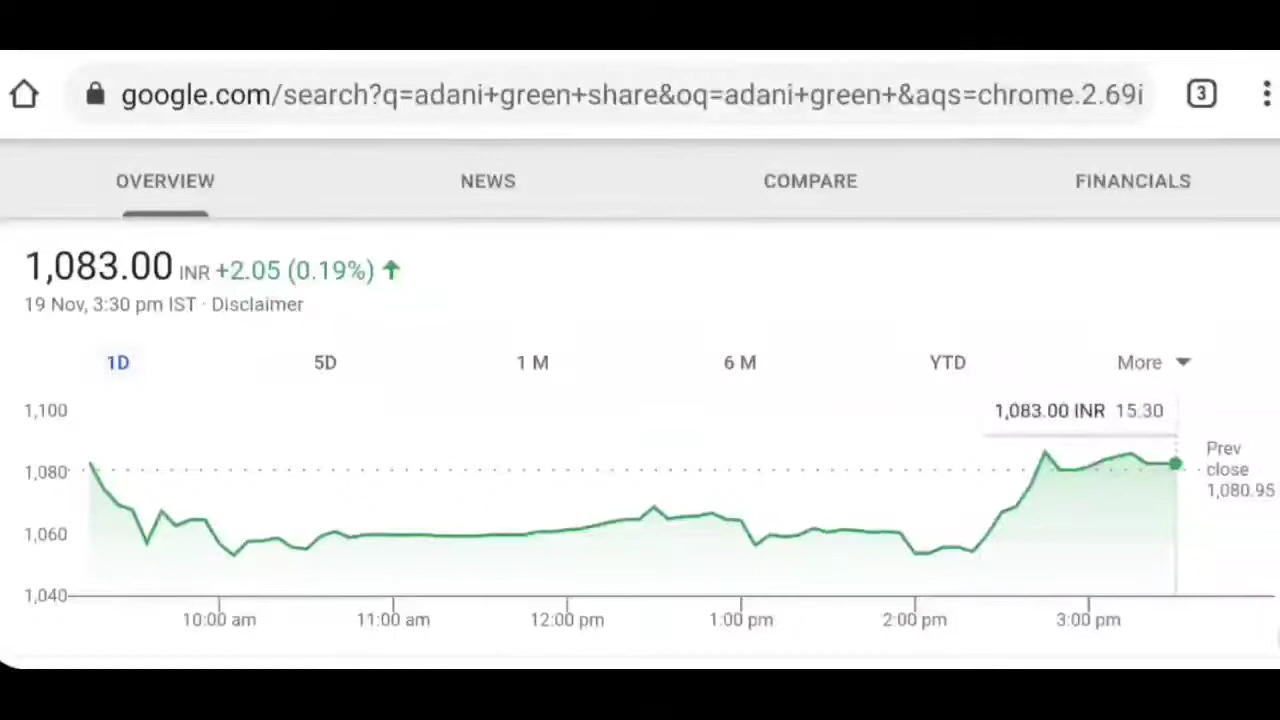 google.com/search?q=adani+green+share&oq=adani+green+&aqs=chrome.2.69i
3
OVERVIEW NEWS COMPARE FINANCIALS
1,083.00 INR +2.05 (0.19%)
19 Nov, 3:30 pm IST · Disclaimer
1D 5D 1 M 6 M YTD More
1,100
1,083.00 INR 15.30
1,080
Prev
close
1,080.95
1,060
1,040
10:00 am 11:00 am 12:00 pm 1:00 pm 2:00 pm 3:00 pm